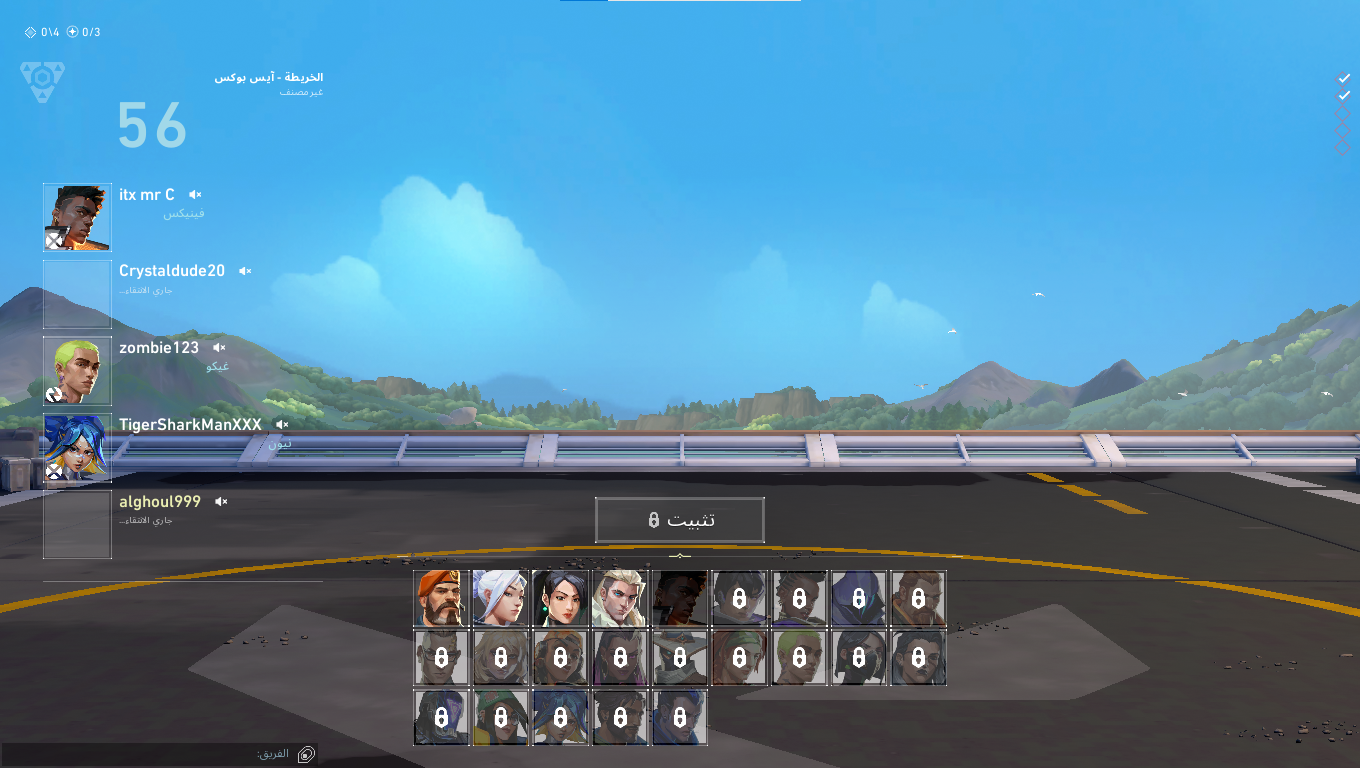 0\4 0/3
الخريطة - آيس بوكس
غير مصنف
56
itx mr C
فينيكس
Crystaldude20
جاري الانتقاء...
zombie123
غيكو
TigerSharkManXXX
نيون
alghoul999
جاري الانتقاء...
تثبيت
الفريق: